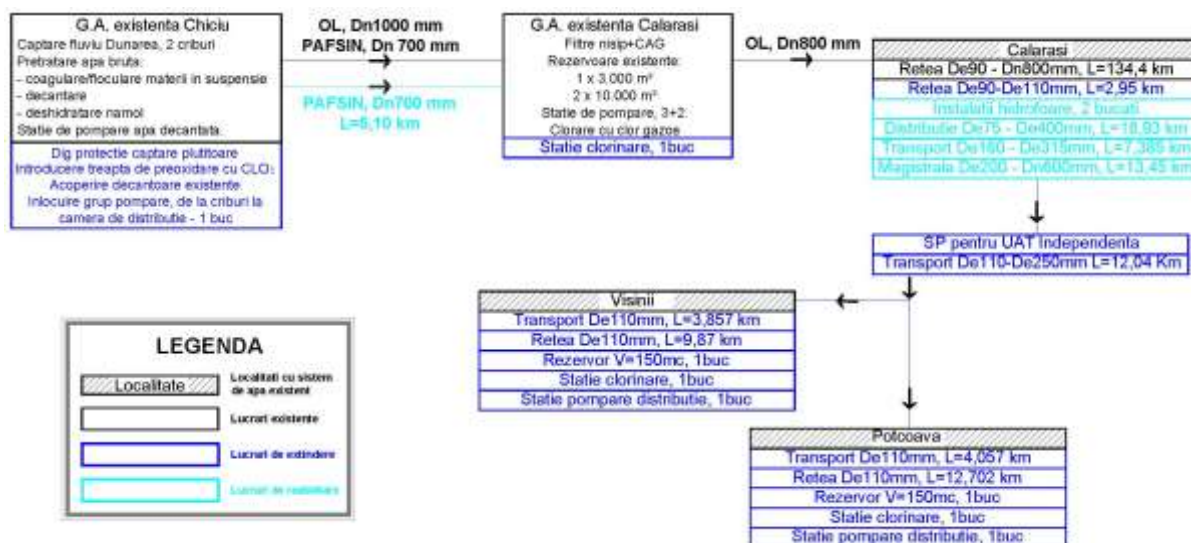 G.A. existenta Chiciu
Captare fluviu Dunarea, 2 criburi
Pretratare apa bruta:
- coagulare/floculare materii in suspensie
- decantare
- deshidratare namol
Statie de pompare apa decantata
Dig protectie captare plutitoare
Introducere treapta de preoxidare cu CLO2
Acoperire decantoare existente
Inlocuire grup pompare, de la criburi la
camera de distributie - 1 buc
OL, Dn1000 mm
PAFSIN, Dn 700 mm
PAFSIN, Dn700 mm
L=5,10 km
G.A. existenta Calarasi
Filtre nisip+CAG
Rezervoare existente:
1 x 3.000 m³
2 x 10.000 m³
Statie de pompare, 3+2
Clorare cu clor gazos
Statie clorinare, 1buc
OL, Dn800 mm
Calarasi
Retea De90 - Dn800mm, L=134,4 km
Retea De90-De110mm, L=2,95 km
Instalatii hidrofoare, 2 bucati
Distributie De75 - De400mm, L=18,93 km
Transport De160 - De315mm, L=7,385 km
Magistrala De200 - Dn600mm, L=13,45 km
SP pentru UAT Independenta
Transport De110-De250mm L=12,04 Km
Visinii
Transport De110mm, L=3,857 km
Retea De110mm, L=9,87 km
Rezervor V=150mc, 1buc
Statie clorinare, 1buc
Statie pompare distributie, 1buc
Potcoava
Transport De110mm, L=4,057 km
Retea De110mm, L=12,702 km
Rezervor V=150mc, 1buc
Statie clorinare, 1buc
Statie pompare distributie, 1buc
LEGENDA
Localitate
Localitati cu sistem
de apa existent
Lucrari existente
Lucrari de extindere
Lucrari de reabilitare